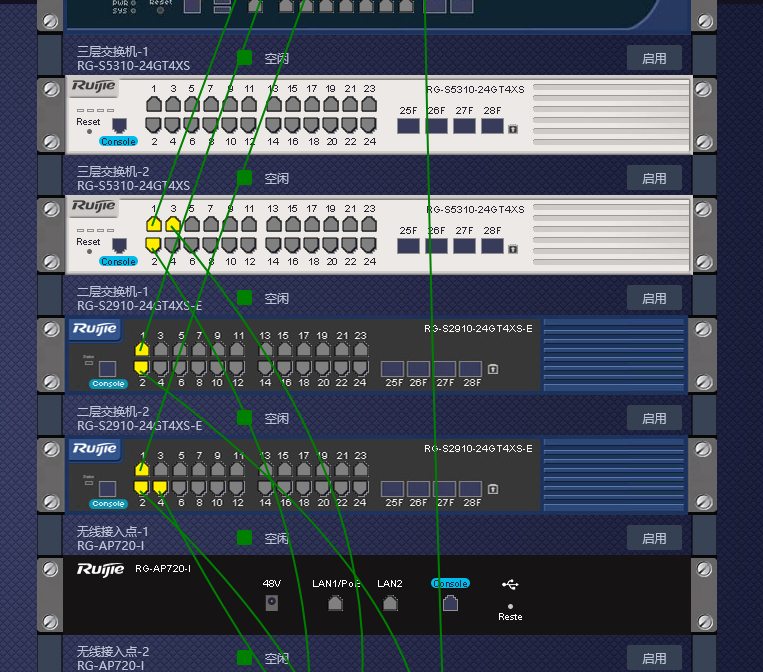 PWR
SYS
Reset
三层交换机-1
RG-S5310-24GT4XS
空闲
启用
Ruijie
1 3 5 7 9 11 13 15 17 19 21 23
RG-S5310-24GT4XS
25F 26F 27F 28F
Reset
Console
2 4 6 8 10 12 14 16 18 20 22 24
三层交换机-2
RG-S5310-24GT4XS
空闲
启用
Ruijie
1 3 5 7 9 11 13 15 17 19 21 23
RG-S5310-24GT4XS
25F 26F 27F 28F
Reset
Console
2 4 6 8 10 12 14 16 18 20 22 24
二层交换机-1
RG-S2910-24GT4XS-E
空闲
启用
Ruijie
1 3 5 7 9 11 13 15 17 19 21 23
RG-S2910-24GT4XS-E
Console
2 4 6 8 10 12 14 16 18 20 22 24
25F 26F 27F 28F
二层交换机-2
RG-S2910-24GT4XS-E
空闲
启用
Ruijie
1 3 5 7 9 11 13 15 17 19 21 23
RG-S2910-24GT4XS-E
Console
2 4 6 8 10 12 14 16 18 20 22 24
25F 26F 27F 28F
无线接入点-1
RG-AP720-I
空闲
启用
Ruijie RG-AP720-I
48V LAN1/PoE LAN2 Console
Reste
无线接入点-2
RG-AP720-I
空闲
启用